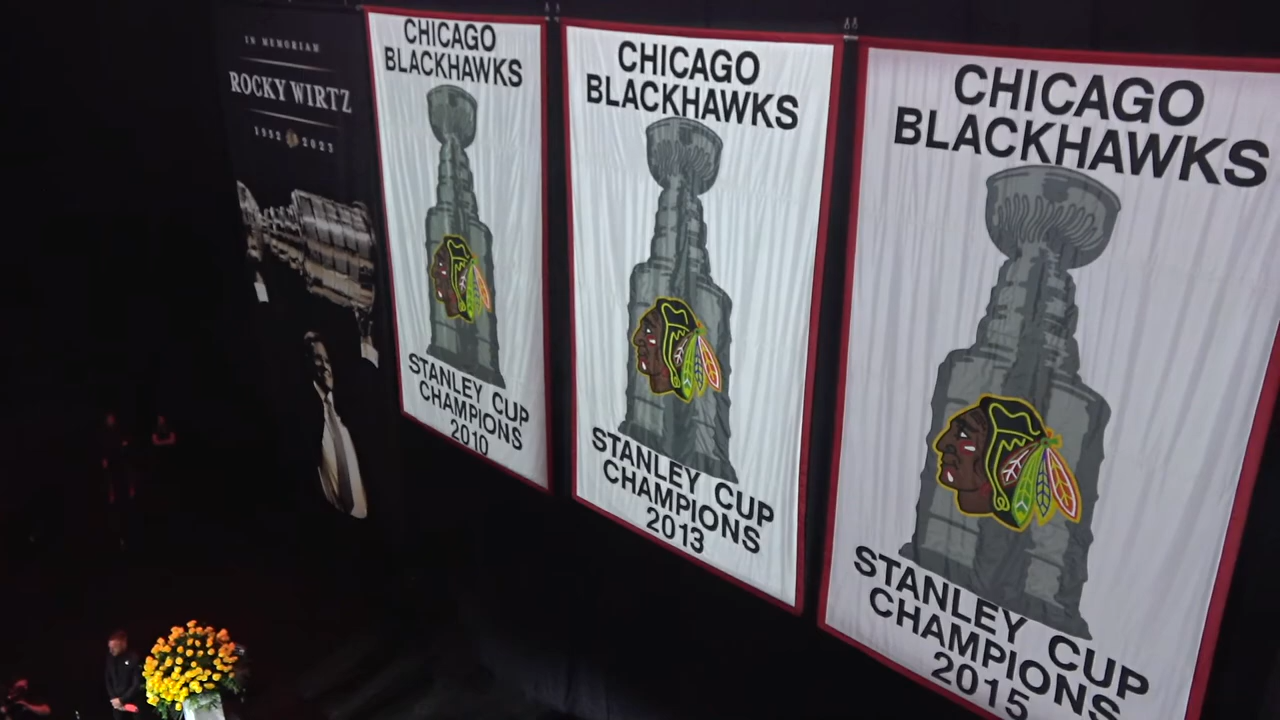 IN MEMORIAM
ROCKY WIRTZ
1952 2023
CHICAGO
BLACKHAWKS
STANLEY CUP
CHAMPIONS
2010
CHICAGO
BLACKHAWKS
STANLEY CUP
CHAMPIONS
2013
CHICAGO
BLACKHAWKS
STANLEY CUP
CHAMPIONS
2015